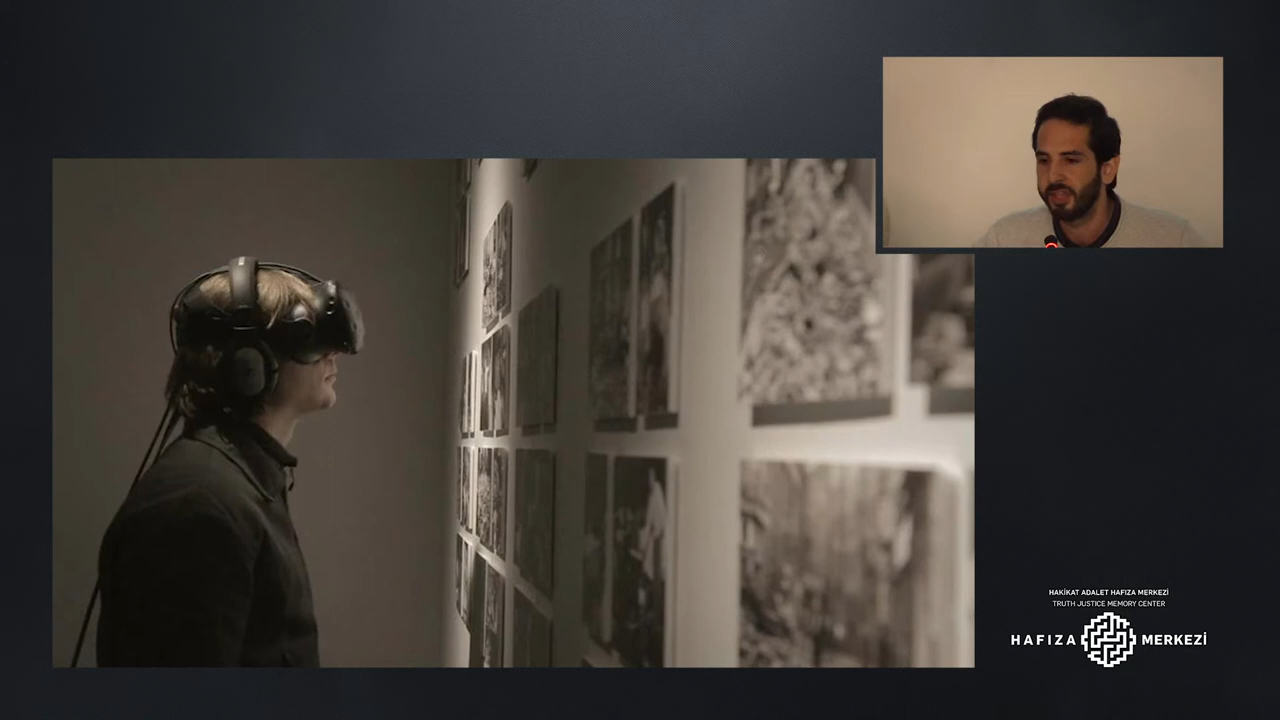 HAKİKAT ADALET HAFIZA MERKEZİ
TRUTH JUSTICE MEMORY CENTER
HAFIZA MERKEZİ